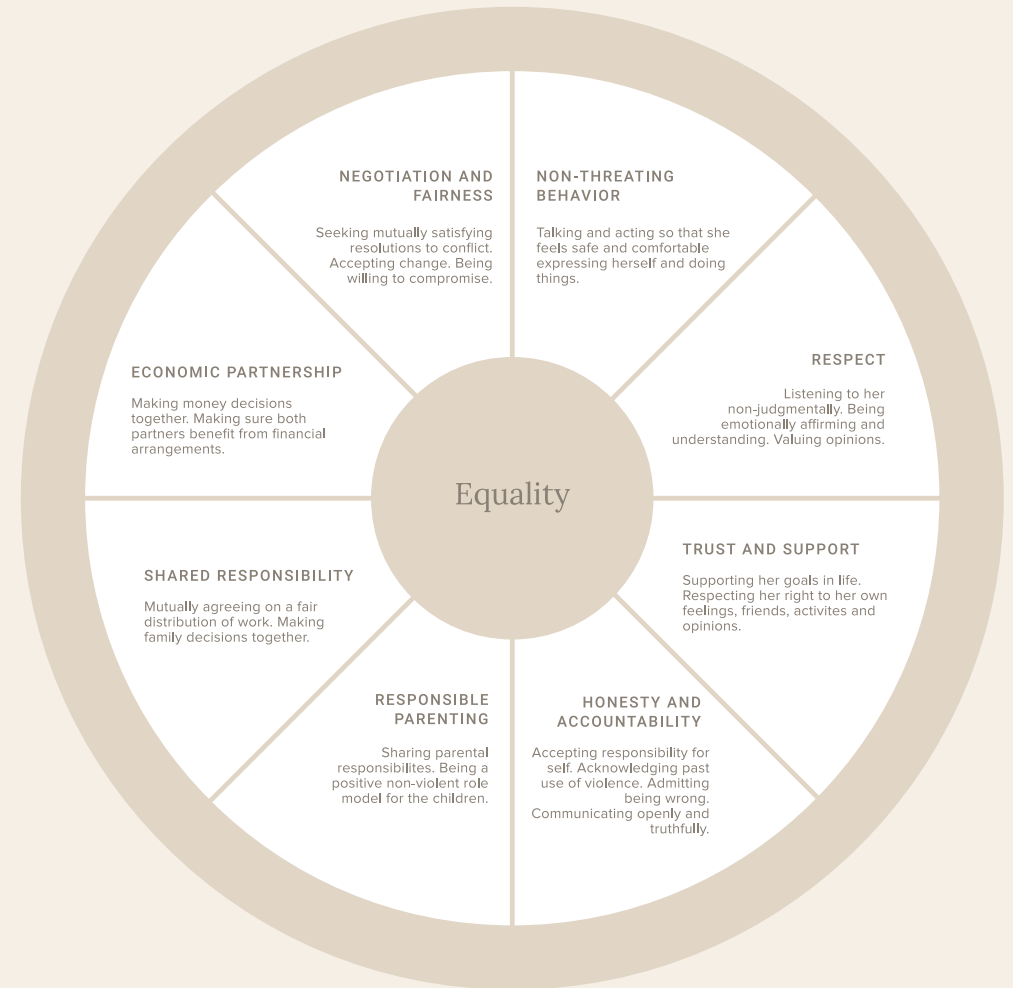 NEGOTIATION AND
FAIRNESS
Seeking mutually satisfying
resolutions to conflict.
Accepting change. Being
willing to compromise.
NON-THREATING
BEHAVIOR
Talking and acting so that she
feels safe and comfortable
expressing herself and doing
things.
RESPECT
Listening to her
non-judgmentally. Being
emotionally affirming and
understanding. Valuing opinions.
TRUST AND SUPPORT
Supporting her goals in life.
Respecting her right to her own
feelings, friends, activites and
opinions.
HONESTY AND
ACCOUNTABILITY
Accepting responsibility for
self. Acknowledging past
use of violence. Admitting
being wrong.
Communicating openly and
truthfully.
RESPONSIBLE
PARENTING
Sharing parental
responsibilites. Being a
positive non-violent role
model for the children.
SHARED RESPONSIBILITY
Mutually agreeing on a fair
distribution of work. Making
family decisions together.
ECONOMIC PARTNERSHIP
Making money decisions
together. Making sure both
partners benefit from financial
arrangements.
Equality